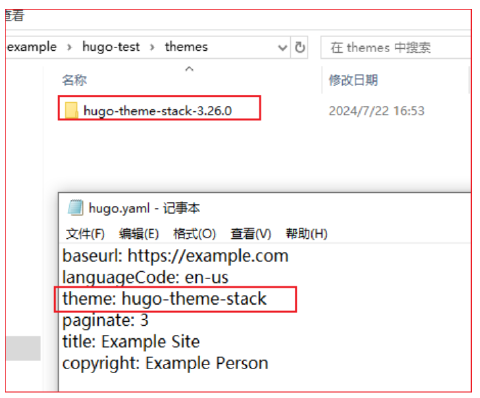 查看
example › hugo-test › themes
在 themes 中搜索
名称
修改日期
hugo-theme-stack-3.26.0
2024/7/22 16:53
hugo.yaml - 记事本
文件(F) 编辑(E) 格式(O) 查看(V) 帮助(H)
baseurl: https://example.com
languageCode: en-us
theme: hugo-theme-stack
paginate: 3
title: Example Site
copyright: Example Person